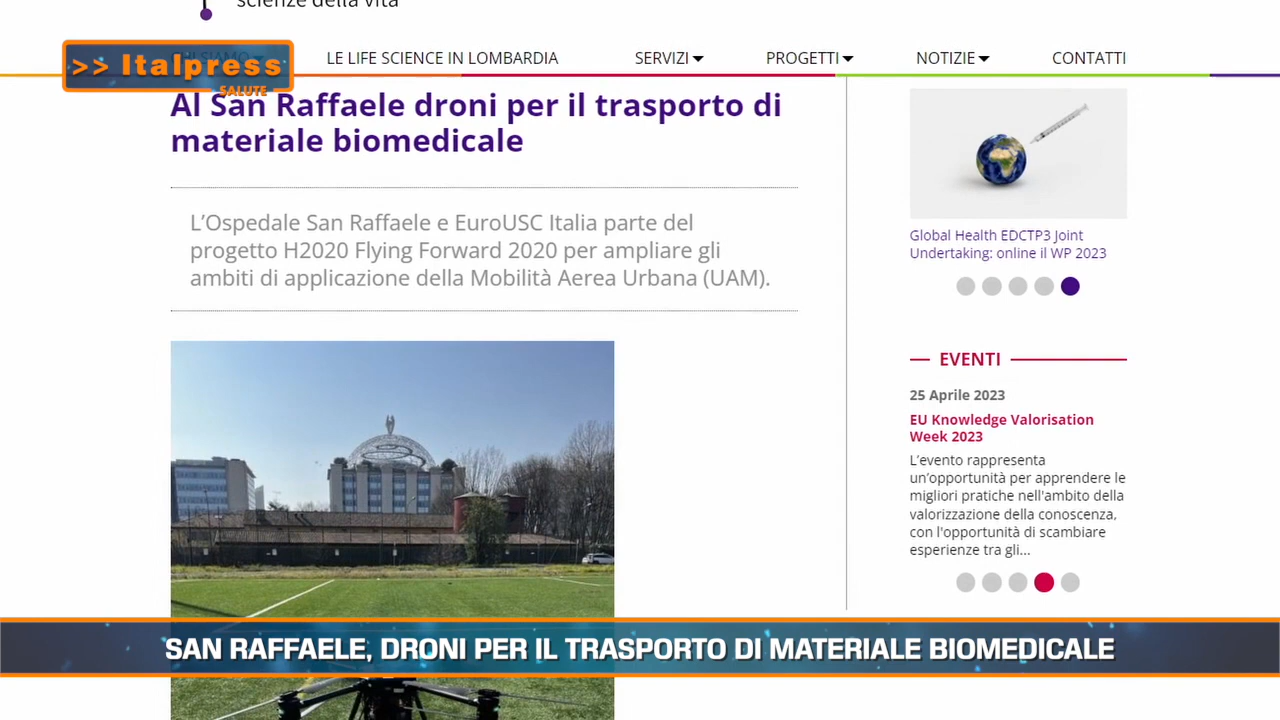 scienze della vita
>> Italpress
SALUTE
LE LIFE SCIENCE IN LOMBARDIA
SERVIZI
PROGETTI
NOTIZIE
CONTATTI
Al San Raffaele droni per il trasporto di
materiale biomedicale
L’Ospedale San Raffaele e EuroUSC Italia parte del
progetto H2020 Flying Forward 2020 per ampliare gli
ambiti di applicazione della Mobilità Aerea Urbana (UAM).
Global Health EDCTP3 Joint
Undertaking: online il WP 2023
EVENTI
25 Aprile 2023
EU Knowledge Valorisation
Week 2023
L’evento rappresenta
un’opportunità per apprendere le
migliori pratiche nell'ambito della
valorizzazione della conoscenza,
con l'opportunità di scambiare
esperienze tra gli...
SAN RAFFAELE, DRONI PER IL TRASPORTO DI MATERIALE BIOMEDICALE